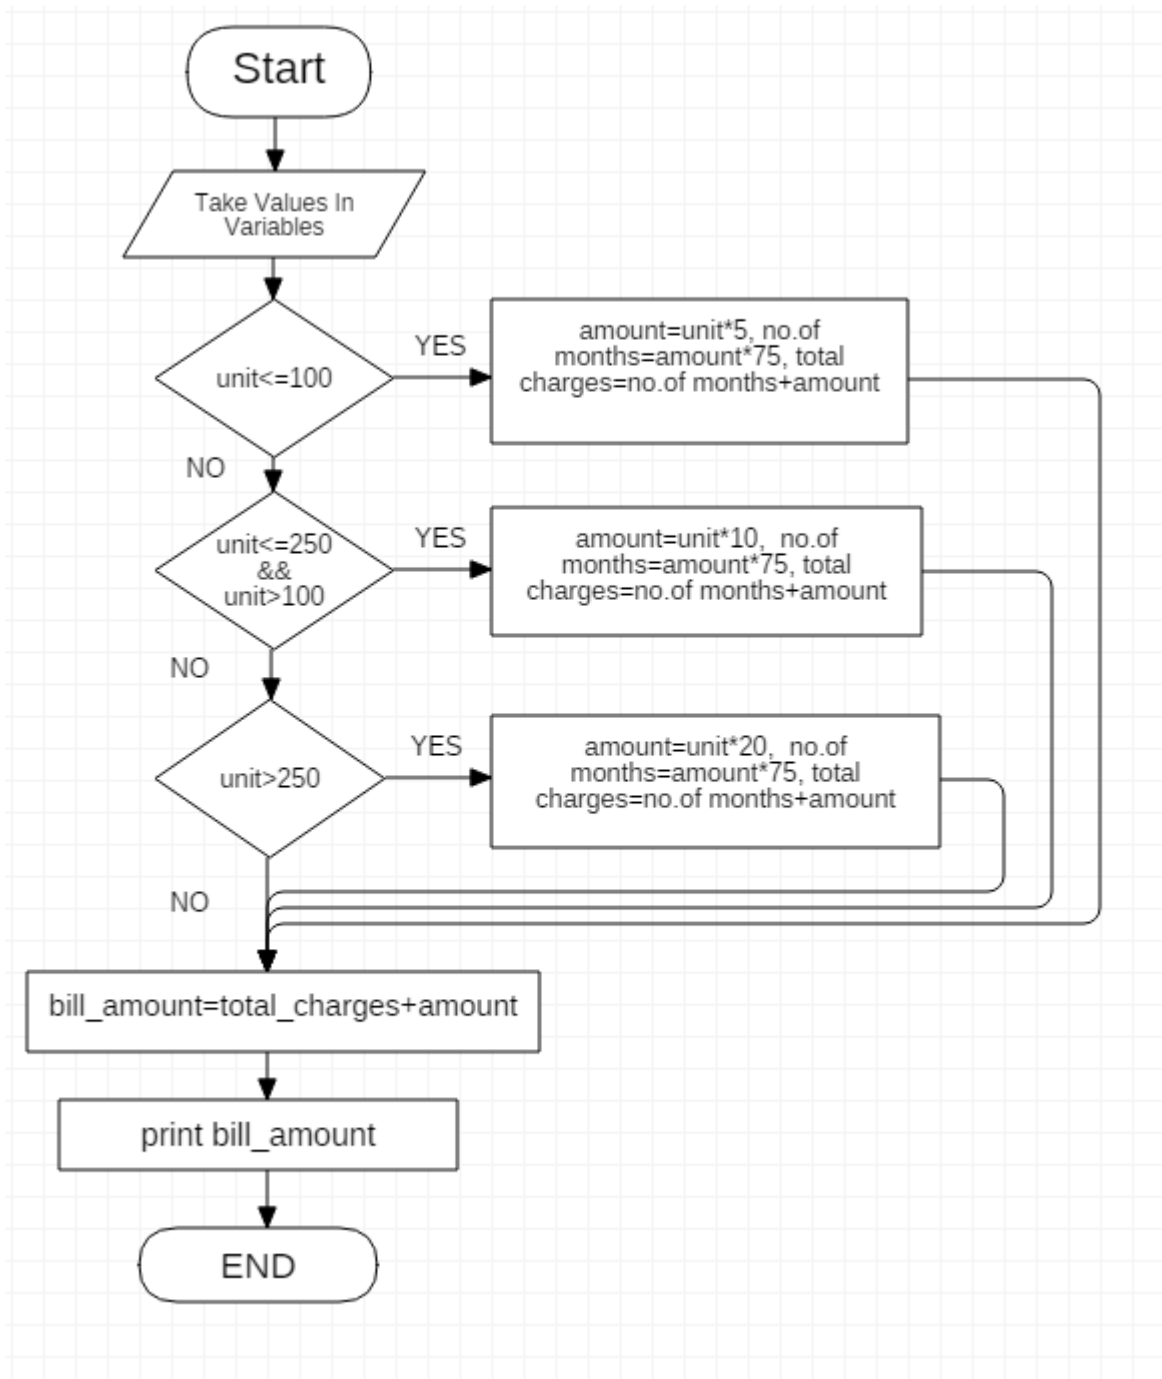 Start
Take Values In
Variables
unit<=100
YES
amount=unit*5, no.of
months=amount*75, total
charges=no.of months+amount
NO
unit<=250
&&
unit>100
YES
amount=unit*10,  no.of
months=amount*75, total
charges=no.of months+amount
NO
unit>250
YES
amount=unit*20,  no.of
months=amount*75, total
charges=no.of months+amount
NO
bill_amount=total_charges+amount
print bill_amount
END